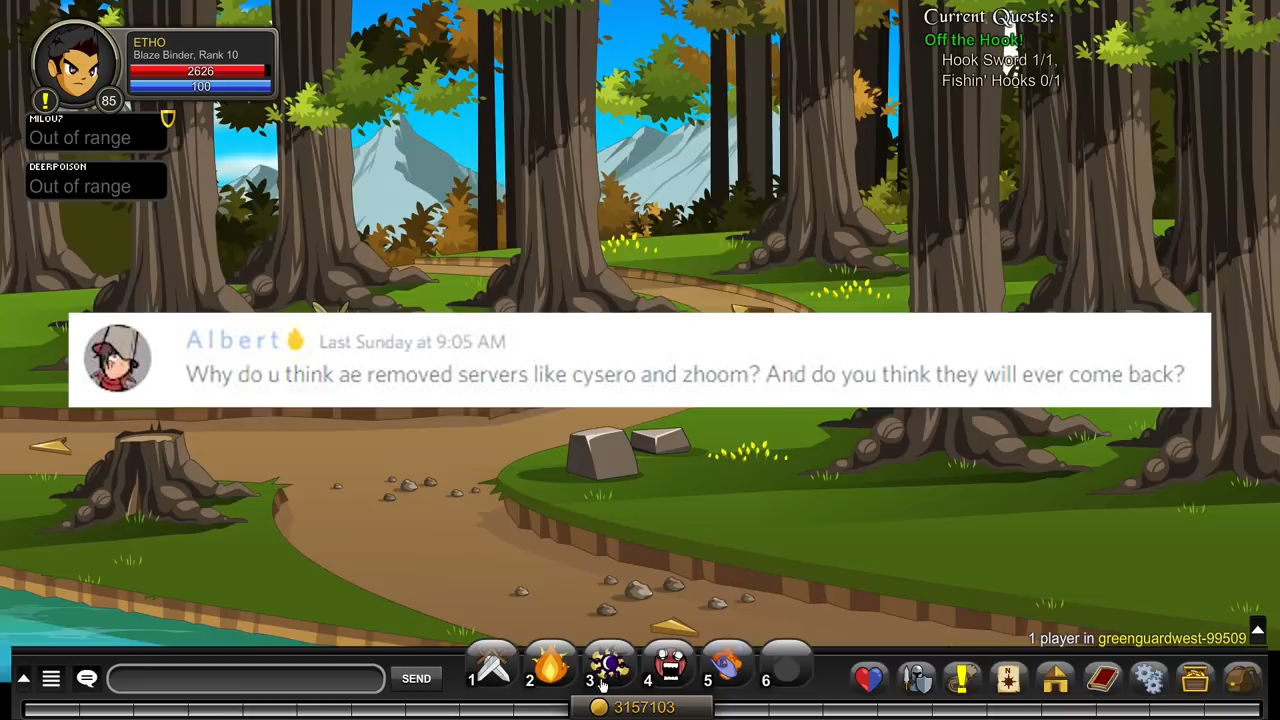 Current Quests:
ETHO
Off the Hook!
Blaze Binder, Rank 10
Hook Sword 1/1,
2626
Fishin' Hooks 0/1
100
85
MILOU7
Out of range
DEERPOISON
Out of range
Albert Last Sunday at 9:05 AM
Why do u think ae removed servers like cysero and zhoom? And do you think they will ever come back?
1 player in greenguardwest-99509
SEND
1 2 3 4 5 6
3157103